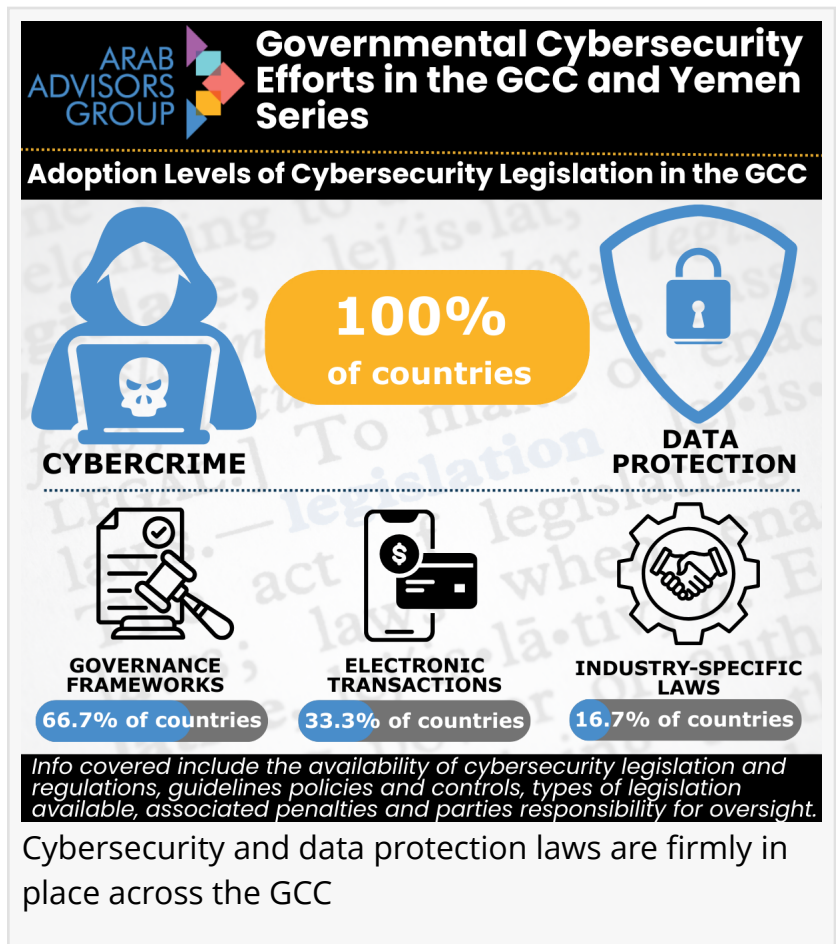 ARAB
ADVISORS
GROUP
Governmental Cybersecurity
Efforts in the GCC and Yemen
Series
Adoption Levels of Cybersecurity Legislation in the GCC
100%
of countries
CYBERCRIME
DATA
PROTECTION
GOVERNANCE
FRAMEWORKS
66.7% of countries
ELECTRONIC
TRANSACTIONS
33.3% of countries
INDUSTRY-SPECIFIC
LAWS
16.7% of countries
Info covered include the availability of cybersecurity legislation and
regulations, guidelines policies and controls, types of legislation
available, associated penalties and parties responsibility for oversight.
Cybersecurity and data protection laws are firmly in
place across the GCC